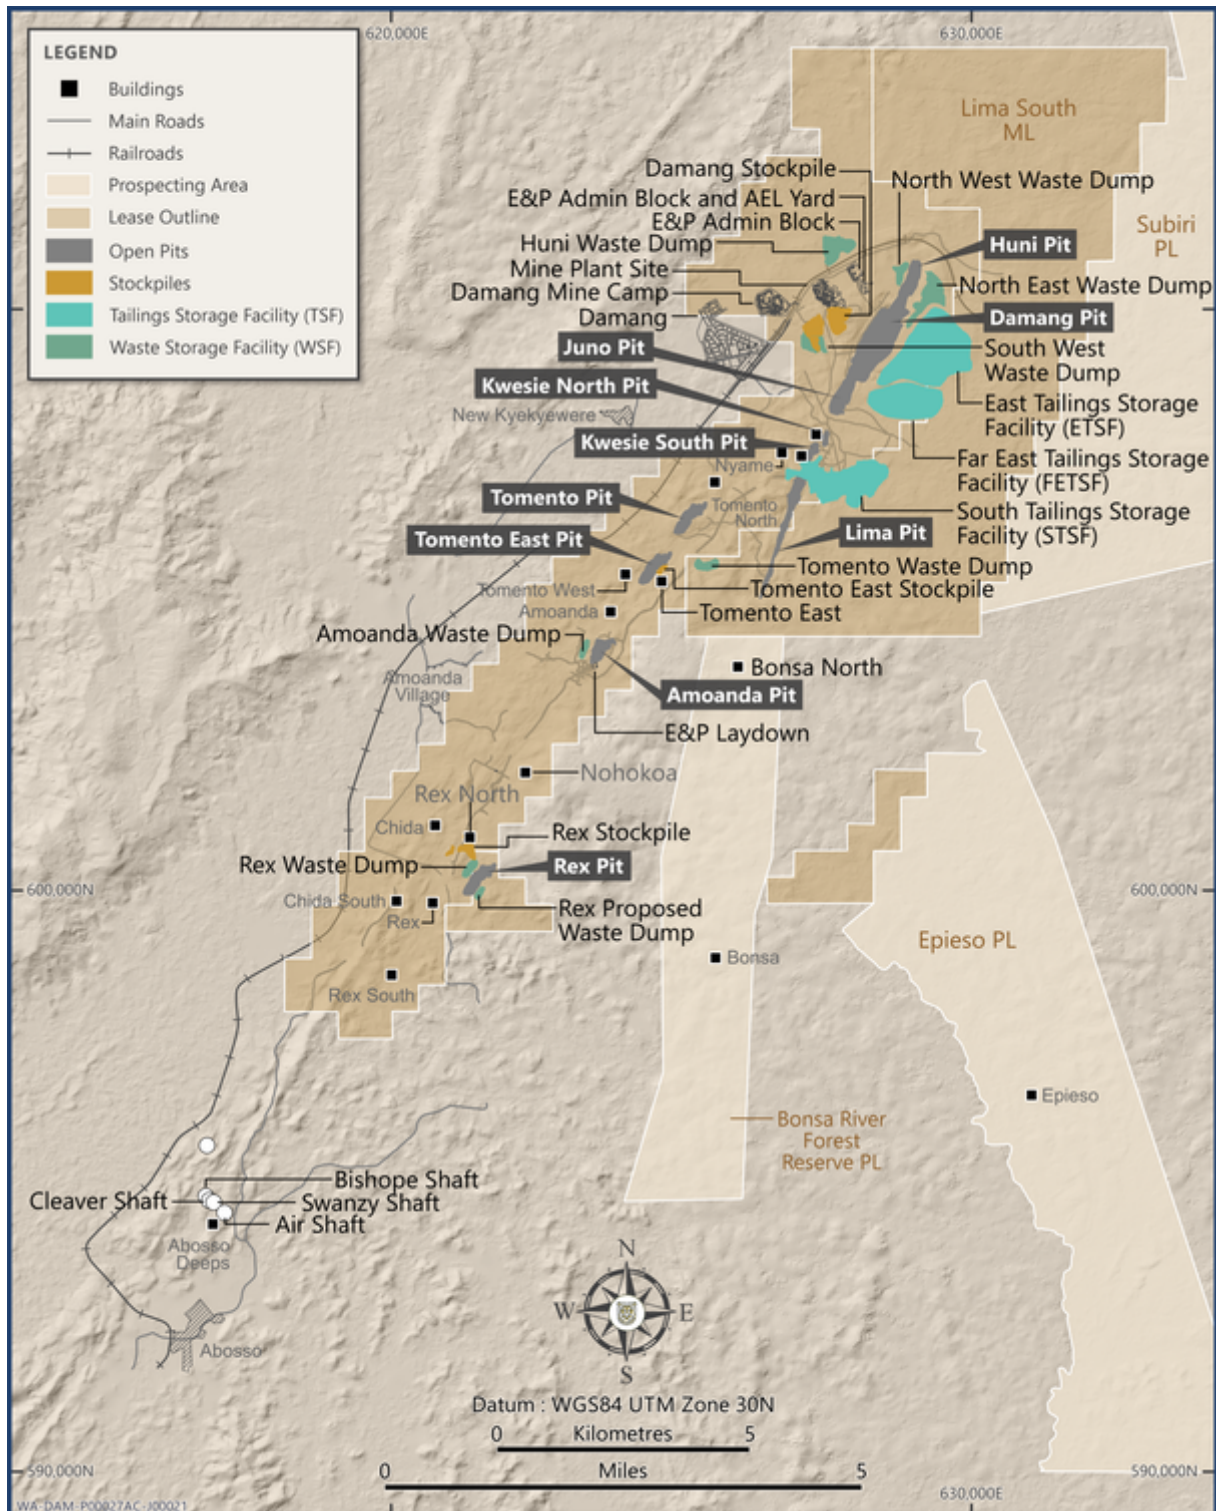 620,000E
630,000E
LEGEND
Buildings
Main Roads
Railroads
Prospecting Area
Lease Outline
Open Pits
Stockpiles
Tailings Storage Facility (TSF)
Waste Storage Facility (WSF)
Lima South
ML
Damang Stockpile
North West Waste Dump
E&P Admin Block and AEL Yard
E&P Admin Block
Subiri
PL
Huni Waste Dump
Huni Pit
Mine Plant Site
North East Waste Dump
Damang Mine Camp
Damang
Damang Pit
Juno Pit
South West
Waste Dump
Kwesie North Pit
New Kyekyewere
East Tailings Storage
Facility (ETSF)
Kwesie South Pit
Nyame
Far East Tailings Storage
Facility (FETSF)
Tomento Pit
Tomento
North
South Tailings Storage
Facility (STSF)
Tomento East Pit
Lima Pit
Tomento Waste Dump
Tomento West
Tomento East Stockpile
Amoanda
Tomento East
Amoanda Waste Dump
Bonsa North
Amoanda
Village
Amoanda Pit
E&P Laydown
Nohokoa
Rex North
Chida
Rex Stockpile
Rex Waste Dump
Rex Pit
600,000N
600,000N
Chida South
Rex
Rex Proposed
Waste Dump
Epieso PL
Bonsa
Rex South
Epieso
Bonsa River
Forest
Reserve PL
Bishope Shaft
Cleaver Shaft
Swanzy Shaft
Air Shaft
Abosso
Deeps
N
W
E
S
Abosso
Datum : WGS84 UTM Zone 30N
0 Kilometres 5
590,000N
0 Miles 5
590,000N
630,000E
WA-DAM-P00027AC-J00021